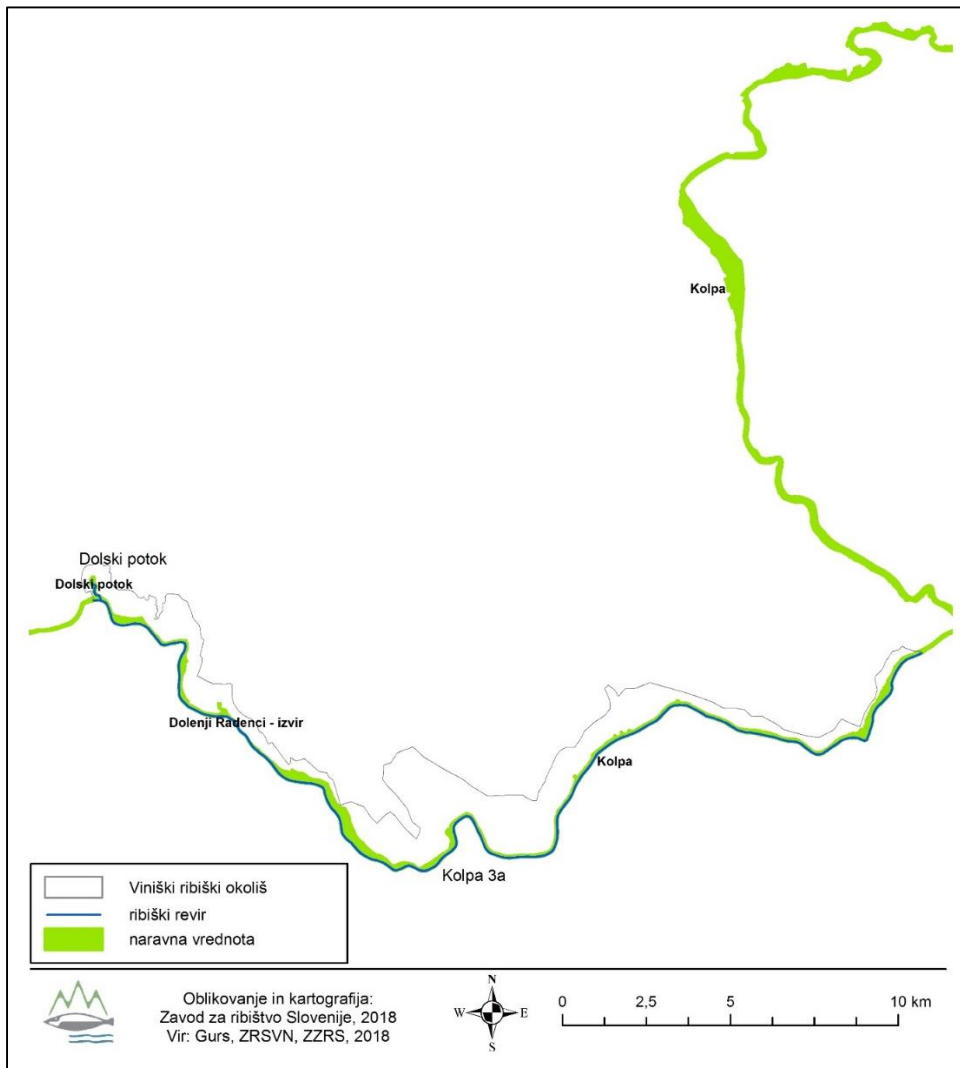 Kolpa
Dolski potok
Dolski potok
Dolenji Radenci - izvir
Kolpa
Kolpa 3a
Viniški ribiški okoliš
ribiški revir
naravna vrednota
Oblikovanje in kartografija:
Zavod za ribištvo Slovenije, 2018
Vir: Gurs, ZRSVN, ZZRS, 2018
N
W E
S
0 2,5 5 10 km